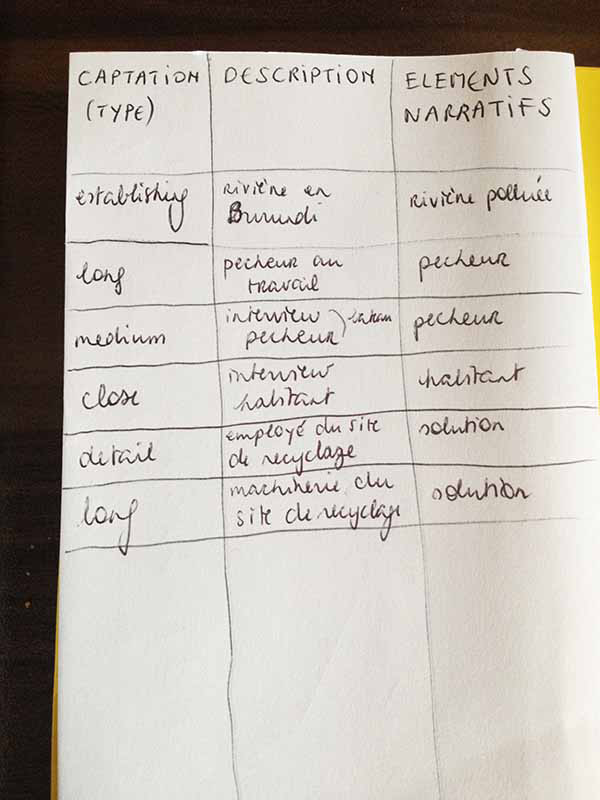 CAPTATION (TYPE)
DESCRIPTION
ELEMENTS NARRATIFS
establishing
rivière en
Burundi
rivière polluée
long
pecheur au
travail
pecheur
medium
interview
pecheur
pecheur
close
interview
habitant
habitant
detail
employé du site
de recyclage
solution
long
machinerie du
site de recyclage
solution